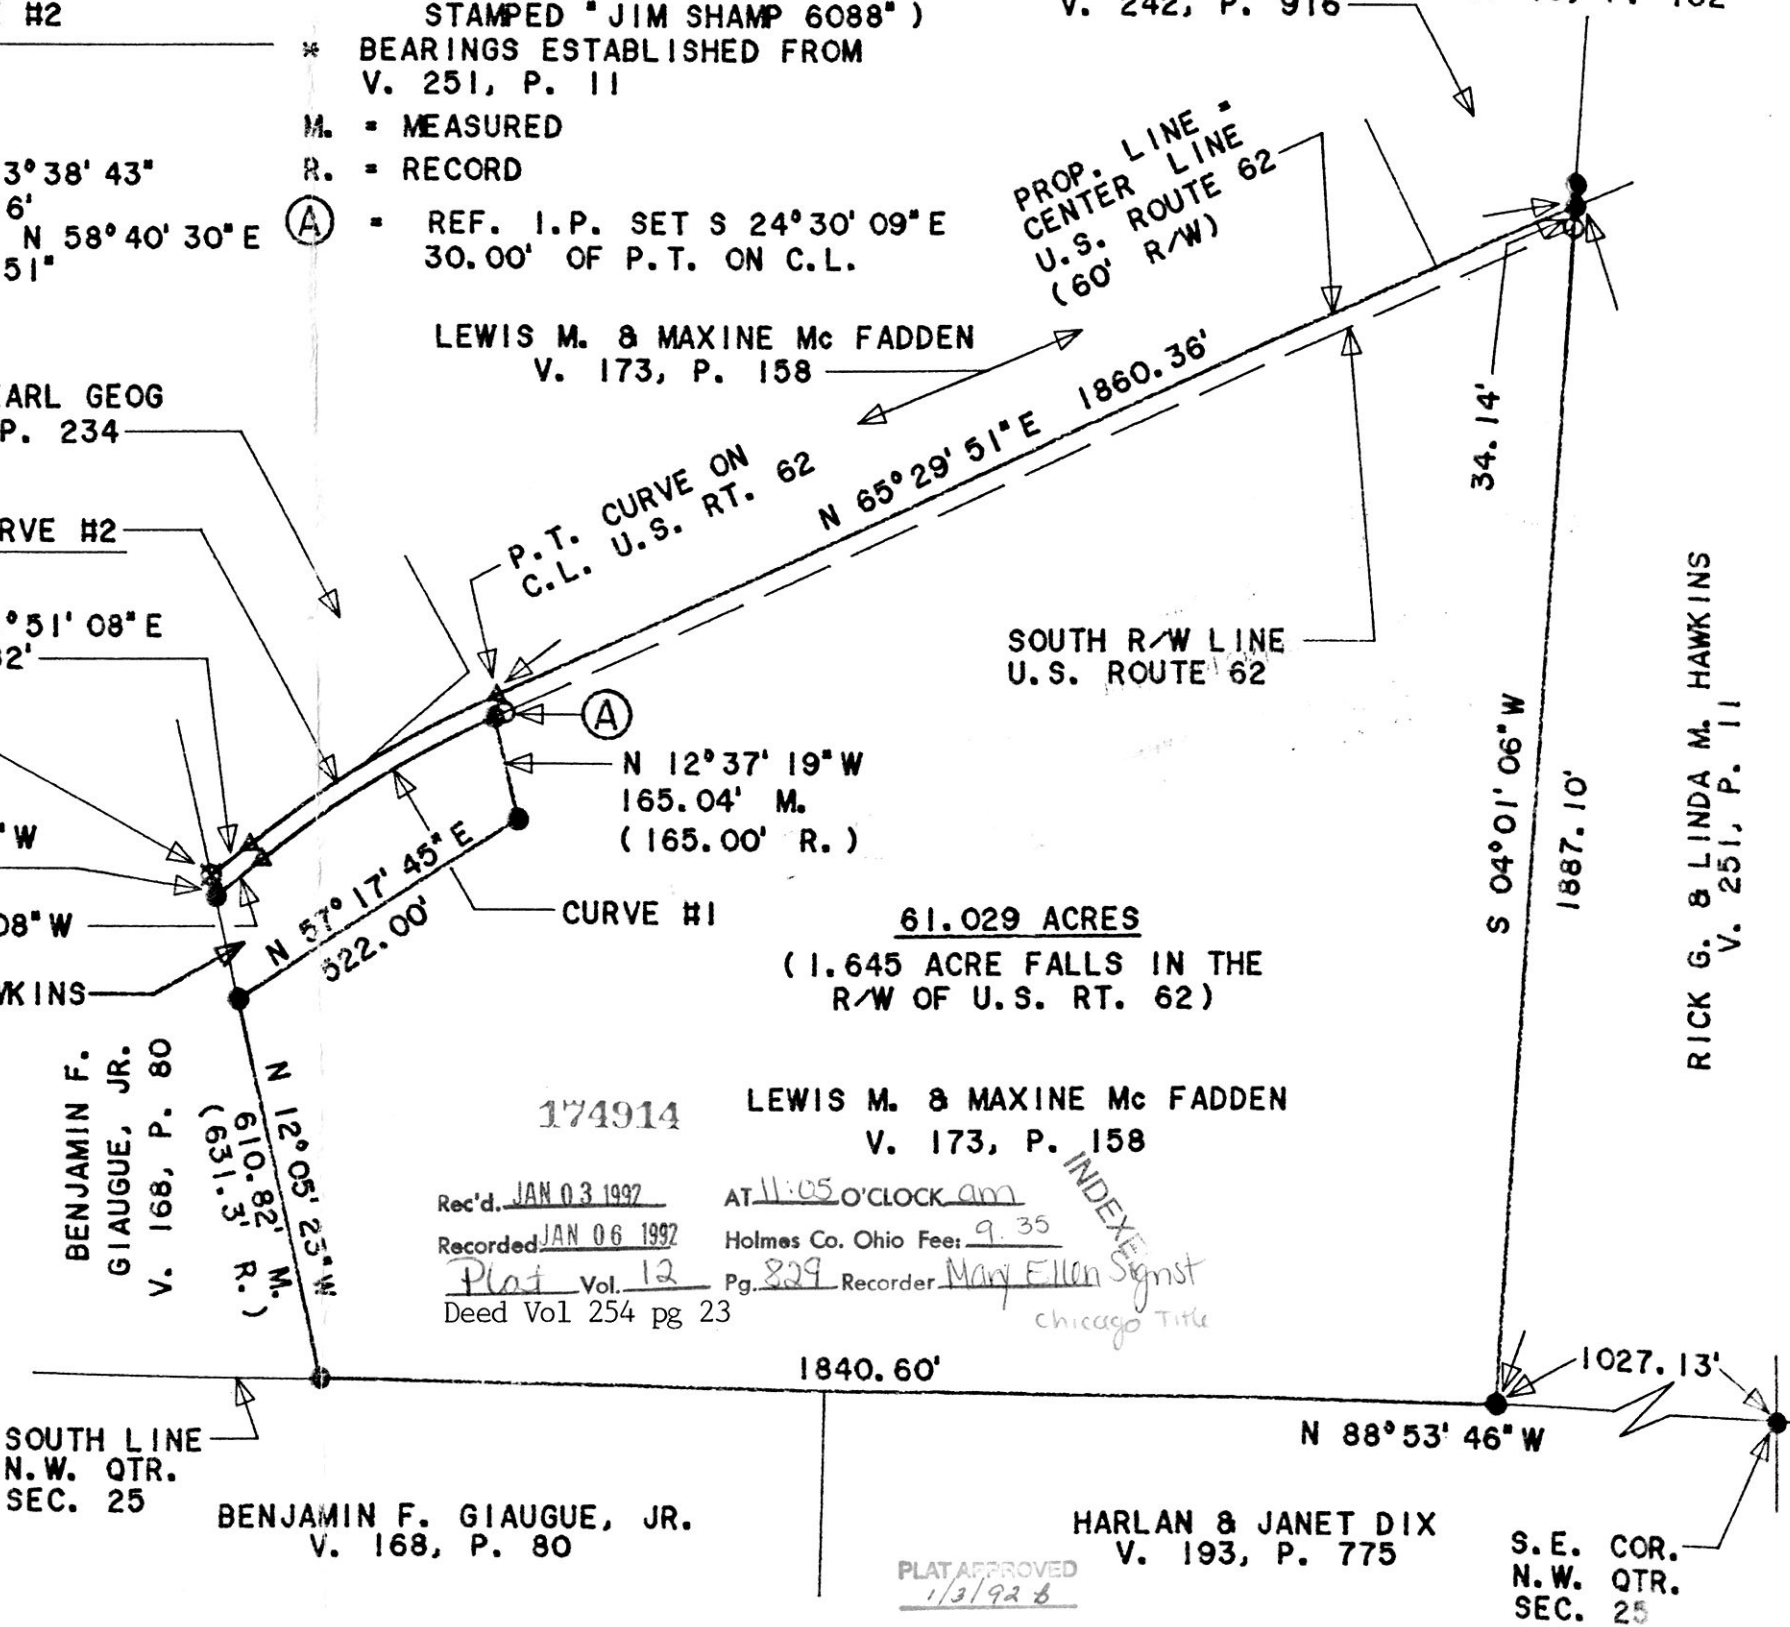 #2
STAMPED "JIM SHAMP 6088")
* BEARINGS ESTABLISHED FROM
V. 251, P. 11
M. = MEASURED
R. = RECORD
(A) = REF. I.P. SET S 24°30'09"E
30.00' OF P.T. ON C.L.
V. 242, P. 916
3°38'43"
6'
N 58°40'30"E
51"
PROP. LINE =
CENTER LINE
U.S. ROUTE 62
(60' R/W)
LEWIS M. & MAXINE Mc FADDEN
V. 173, P. 158
EARL GEOG
P. 234
RVE #2
°51'08"E
32'
P.T. CURVE ON
C.L. U.S. RT. 62
N 65°29'51"E 1860.36'
34.14'
SOUTH R/W LINE
U.S. ROUTE 62
S 04°01'06"W
1887.10'
RICK G. & LINDA M. HAWKINS
V. 251, P. 11
A
N 12°37'19"W
165.04' M.
(165.00' R.)
"W
08"W
N 57°17'45"E
522.00'
CURVE #1
WKINS
61.029 ACRES
(1.645 ACRE FALLS IN THE
R/W OF U.S. RT. 62)
BENJAMIN F.
GIAUGUE, JR.
V. 168, P. 80
N 12°05'23"W
610.82' M.
(631.3' R.)
174914
LEWIS M. & MAXINE Mc FADDEN
V. 173, P. 158
INDEXE
Rec'd. JAN 03 1992 AT 11:05 O'CLOCK am
Recorded JAN 06 1992 Holmes Co. Ohio Fee: 9.35
Plat Vol. 12 Pg. 829 Recorder Mary Ellen Signst
Deed Vol 254 pg 23
Chicago Title
1840.60'
1027.13'
N 88°53'46"W
SOUTH LINE
N.W. QTR.
SEC. 25
BENJAMIN F. GIAUGUE, JR.
V. 168, P. 80
HARLAN & JANET DIX
V. 193, P. 775
S.E. COR.
N.W. QTR.
SEC. 25
PLAT APPROVED
1/3/92